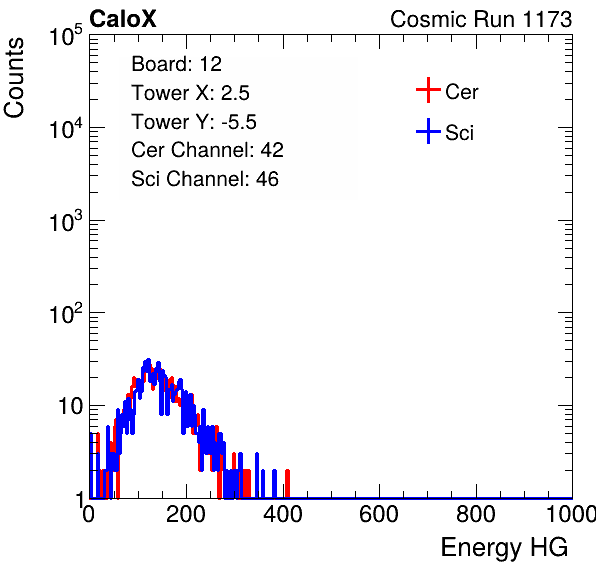 CaloX Cosmic Run 1173
Counts
Board: 12
Tower X: 2.5
Tower Y: -5.5
Cer Channel: 42
Sci Channel: 46
Cer
Sci
10^5
10^4
10^3
10^2
10
1
0 200 400 600 800 1000
Energy HG